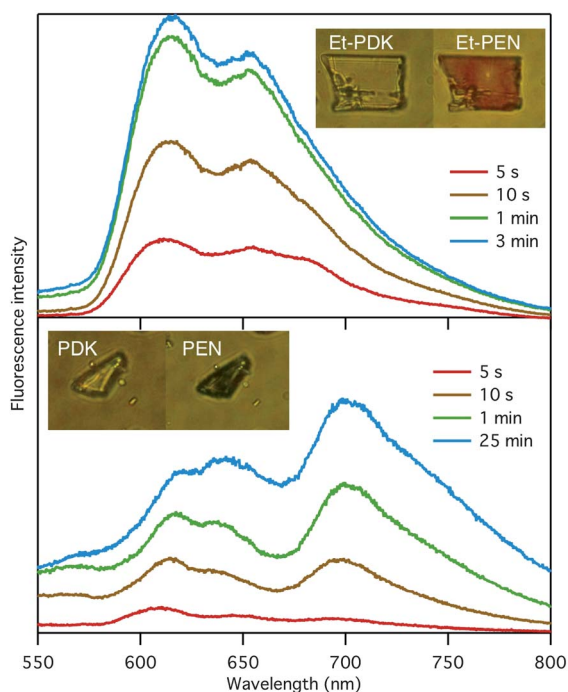 Et-PDK Et-PEN
5 s
10 s
1 min
3 min
Fluorescence intensity
PDK PEN
5 s
10 s
1 min
25 min
550 600 650 700 750 800
Wavelength (nm)